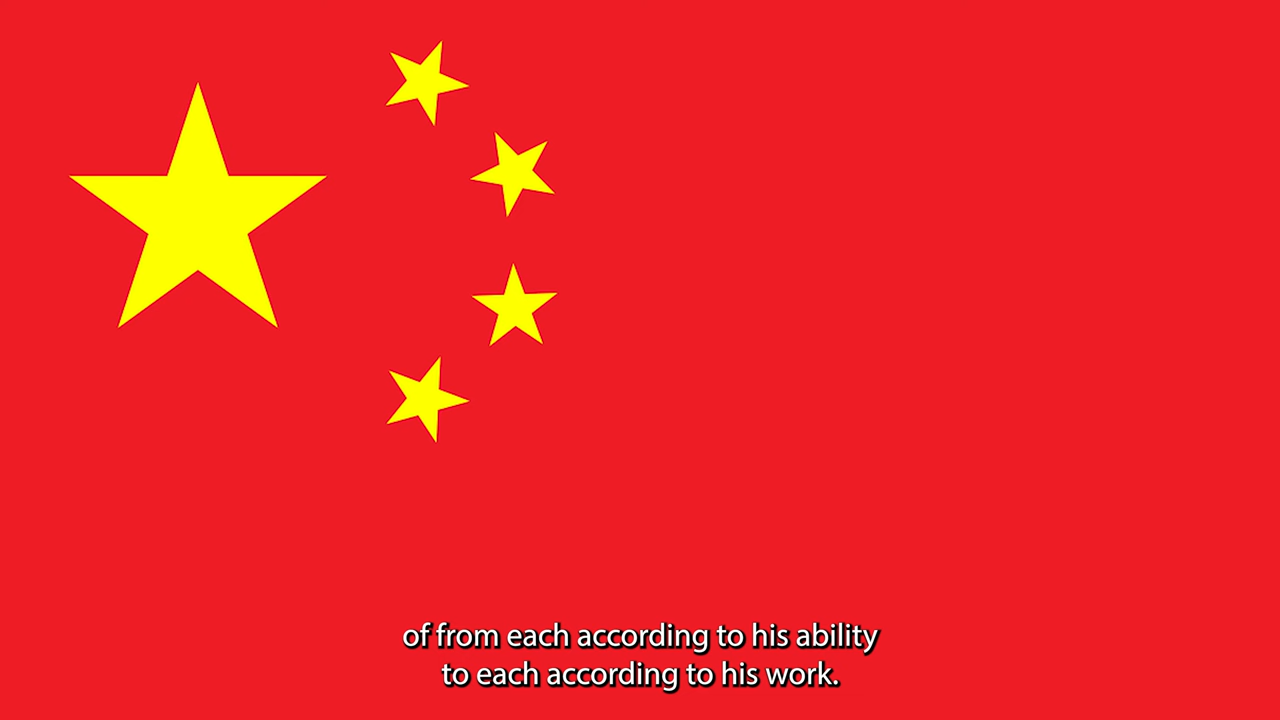 of from each according to his ability
to each according to his work.